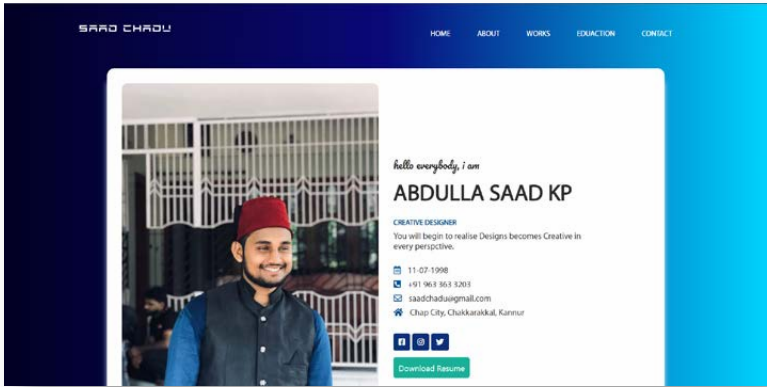 SAAD CHADU
HOME ABOUT WORKS EDUACTION CONTACT
hello everybody, i am
ABDULLA SAAD KP
CREATIVE DESIGNER
You will begin to realise Designs becomes Creative in
every perspctive.
11-07-1998
+91 963 363 3203
saadchadu@gmail.com
Chap City, Chakkarakkal, Kannur
Download Resume